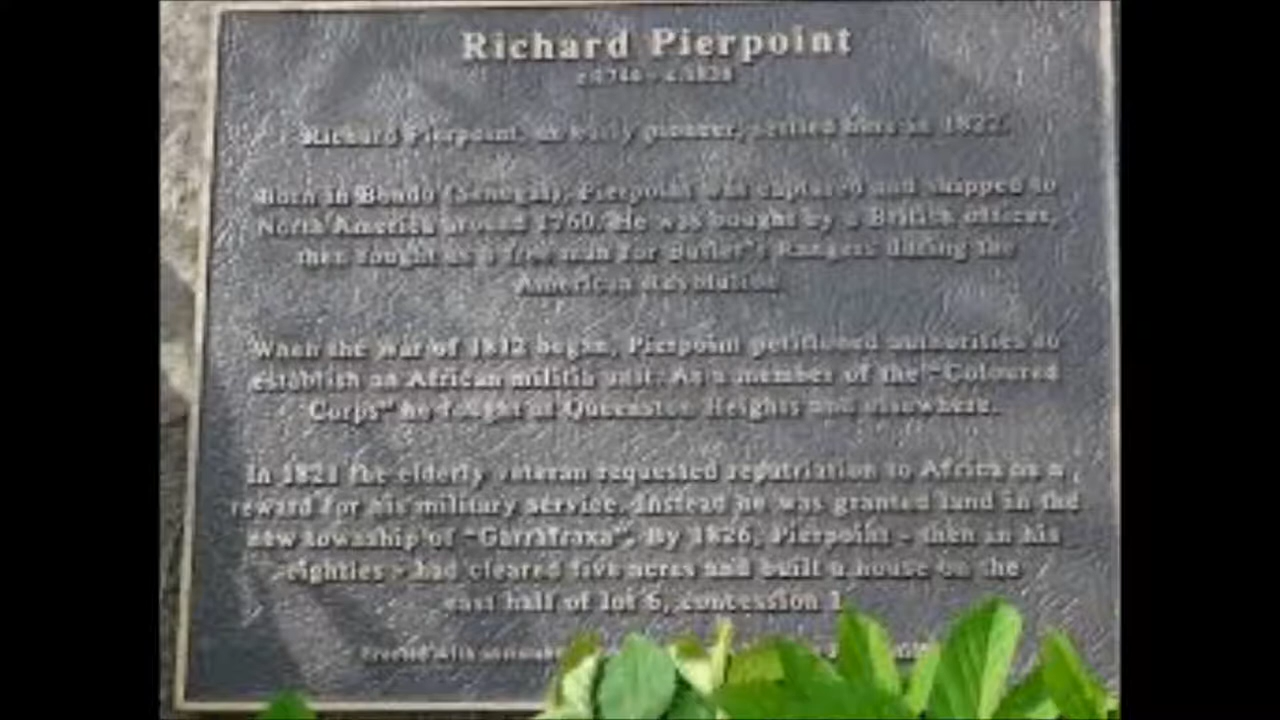 Richard Pierpoint
c.1744 - c.1838
Richard Pierpoint, an early pioneer, settled here in 1822.
Born in Bondu (Senegal), Pierpoint was captured and shipped to
North America around 1760. He was bought by a British officer,
then fought as a free man for Butler's Rangers during the
American Revolution.
When the war of 1812 began, Pierpoint petitioned authorities to
establish an African militia unit. As a member of the "Coloured
Corps" he fought at Queenston Heights and elsewhere.
In 1821 the elderly veteran requested repatriation to Africa as a
reward for his military service. Instead he was granted land in the
new township of "Garrafraxa". By 1826, Pierpoint - then in his
eighties - had cleared five acres and built a house on the
east half of lot 6, concession 1.
Erected with